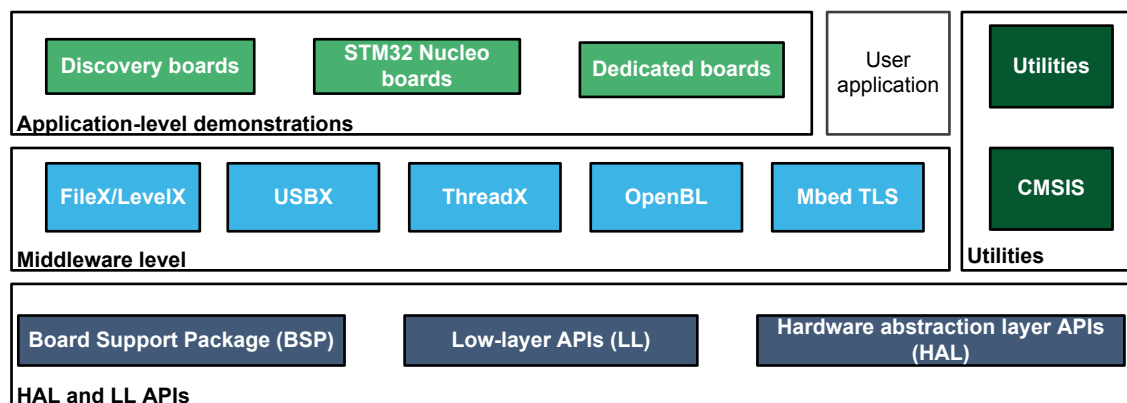 Discovery boards
STM32 Nucleo
boards
Dedicated boards
Application-level demonstrations
User
application
Utilities
CMSIS
Utilities
FileX/LevelX
USBX
ThreadX
OpenBL
Mbed TLS
Middleware level
Board Support Package (BSP)
Low-layer APIs (LL)
Hardware abstraction layer APIs
(HAL)
HAL and LL APIs